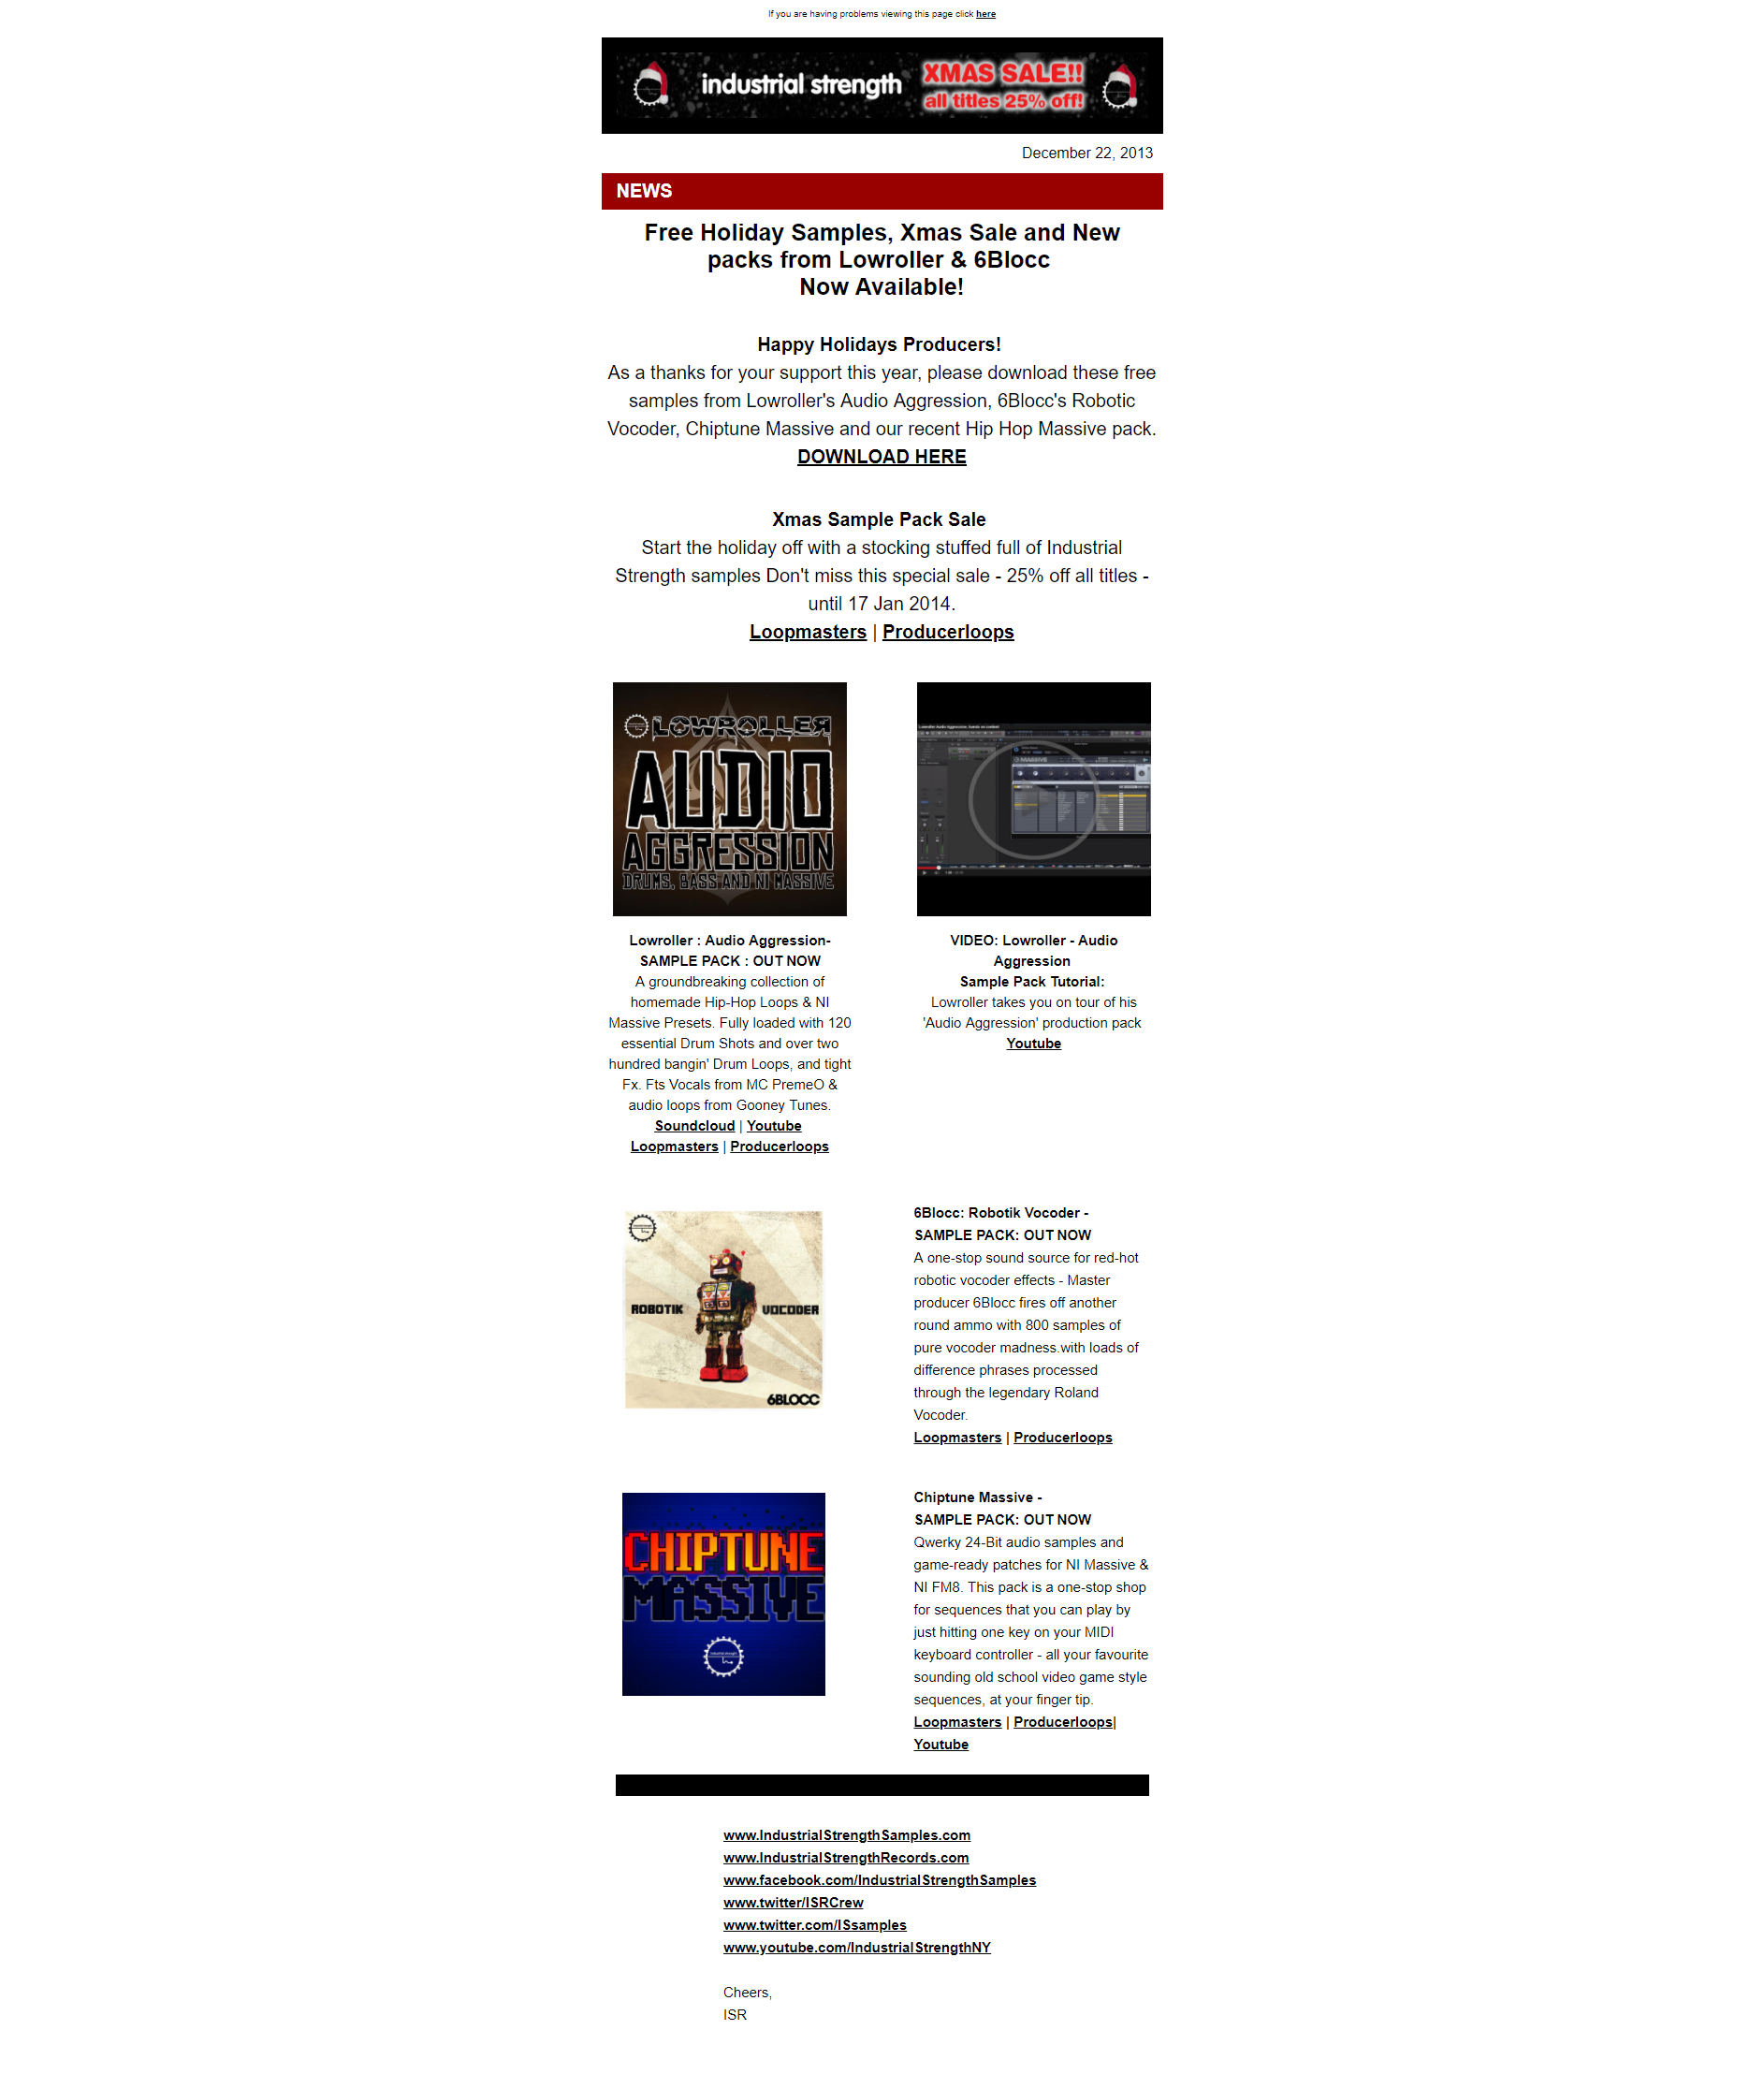 If you are having problems viewing this page click here
industrial strength
XMAS SALE!!
all titles 25% off!
December 22, 2013
NEWS
Free Holiday Samples, Xmas Sale and New
packs from Lowroller & 6Blocc
Now Available!
Happy Holidays Producers!
As a thanks for your support this year, please download these free
samples from Lowroller's Audio Aggression, 6Blocc's Robotic
Vocoder, Chiptune Massive and our recent Hip Hop Massive pack.
DOWNLOAD HERE
Xmas Sample Pack Sale
Start the holiday off with a stocking stuffed full of Industrial
Strength samples Don't miss this special sale - 25% off all titles -
until 17 Jan 2014.
Loopmasters | Producerloops
LOWROLLER
AUDIO
AGGRESSION
DRUMS, BASS AND NI MASSIVE
MASSIVE
Lowroller : Audio Aggression-
SAMPLE PACK : OUT NOW
A groundbreaking collection of
homemade Hip-Hop Loops & NI
Massive Presets. Fully loaded with 120
essential Drum Shots and over two
hundred bangin' Drum Loops, and tight
Fx. Fts Vocals from MC PremeO &
audio loops from Gooney Tunes.
Soundcloud | Youtube
Loopmasters | Producerloops
VIDEO: Lowroller - Audio
Aggression
Sample Pack Tutorial:
Lowroller takes you on tour of his
'Audio Aggression' production pack
Youtube
ROBOTIK VOCODER
6BLOCC
6Blocc: Robotik Vocoder -
SAMPLE PACK: OUT NOW
A one-stop sound source for red-hot
robotic vocoder effects - Master
producer 6Blocc fires off another
round ammo with 800 samples of
pure vocoder madness.with loads of
difference phrases processed
through the legendary Roland
Vocoder.
Loopmasters | Producerloops
CHIPTUNE
MASSIVE
industrial strength
Chiptune Massive -
SAMPLE PACK: OUT NOW
Qwerky 24-Bit audio samples and
game-ready patches for NI Massive &
NI FM8. This pack is a one-stop shop
for sequences that you can play by
just hitting one key on your MIDI
keyboard controller - all your favourite
sounding old school video game style
sequences, at your finger tip.
Loopmasters | Producerloops|
Youtube
www.IndustrialStrengthSamples.com
www.IndustrialStrengthRecords.com
www.facebook.com/IndustrialStrengthSamples
www.twitter/ISRCrew
www.twitter.com/ISsamples
www.youtube.com/IndustrialStrengthNY
Cheers,
ISR